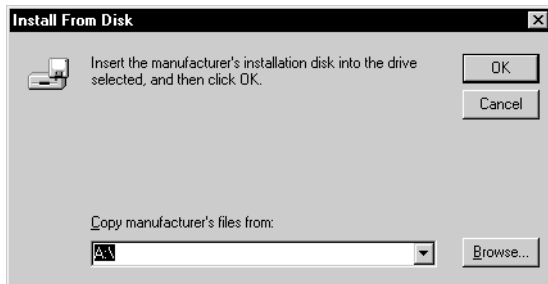 Install From Disk
Insert the manufacturer's installation disk into the drive
selected, and then click OK.
OK
Cancel
Copy manufacturer's files from:
A:\
Browse...